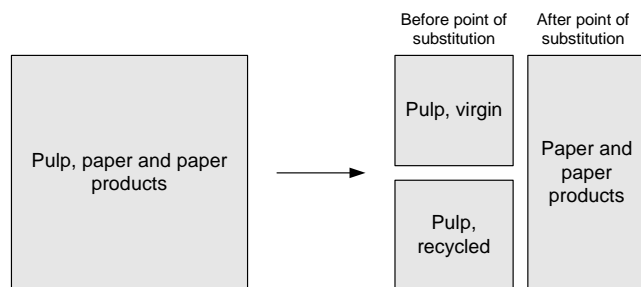 Before point of
substitution
After point of
substitution
Pulp, paper and paper
products
Pulp, virgin
Pulp,
recycled
Paper and
paper
products